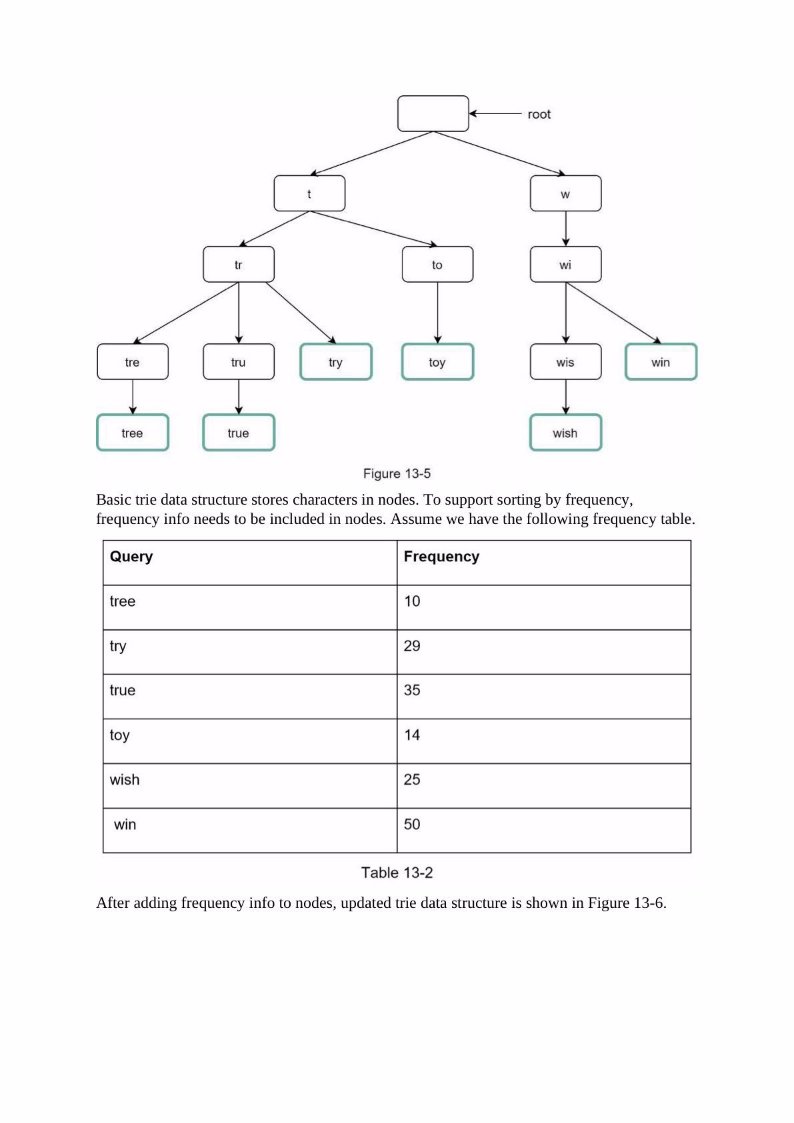 root
t
w
tr
to
wi
tre
tru
try
toy
wis
win
tree
true
wish
Figure 13-5
Basic trie data structure stores characters in nodes. To support sorting by frequency,
frequency info needs to be included in nodes. Assume we have the following frequency table.
Query Frequency
tree 10
try 29
true 35
toy 14
wish 25
win 50
Table 13-2
After adding frequency info to nodes, updated trie data structure is shown in Figure 13-6.